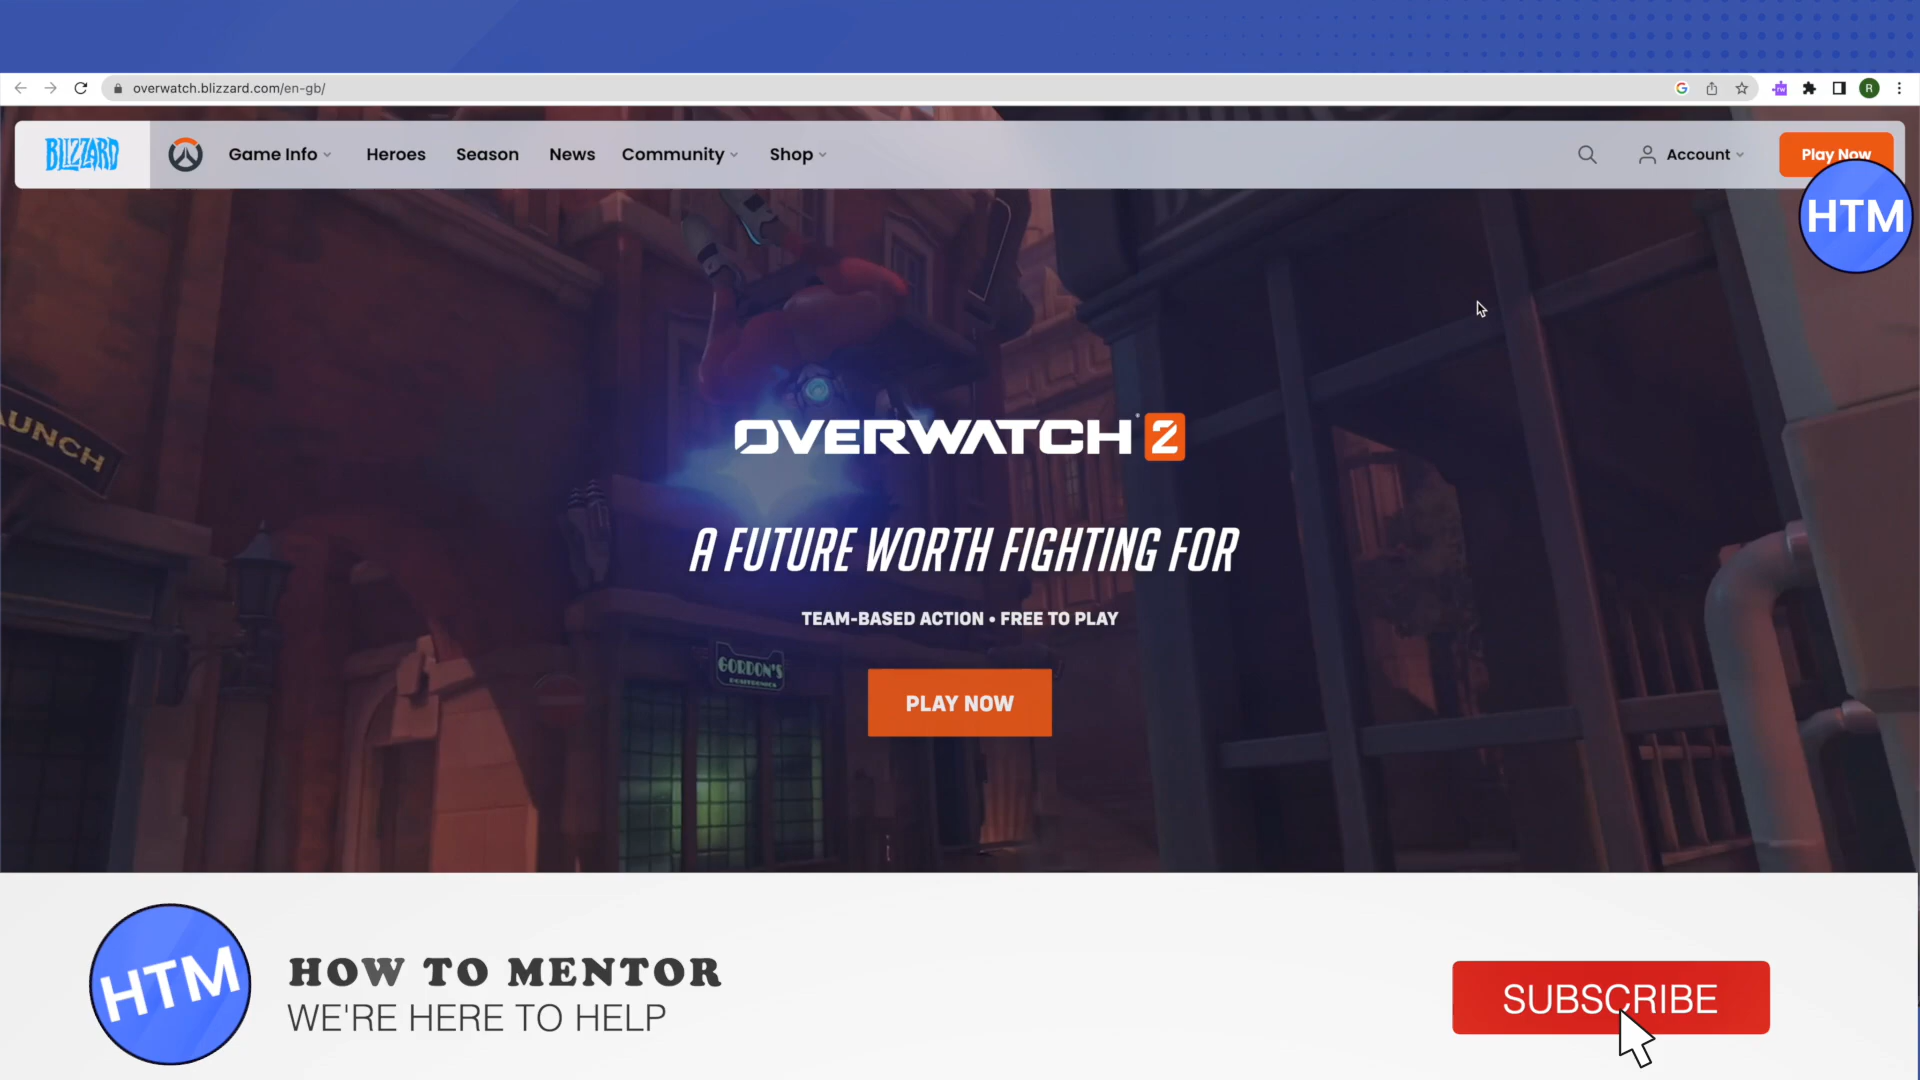 overwatch.blizzard.com/en-gb/
R
BLIZZARD
Game Info
Heroes
Season
News
Community
Shop
Account
Play Now
HTM
AUNCH
OVERWATCH 2
A FUTURE WORTH FIGHTING FOR
TEAM-BASED ACTION • FREE TO PLAY
GORDON'S
PLAY NOW
HTM
HOW TO MENTOR
WE'RE HERE TO HELP
SUBSCRIBE